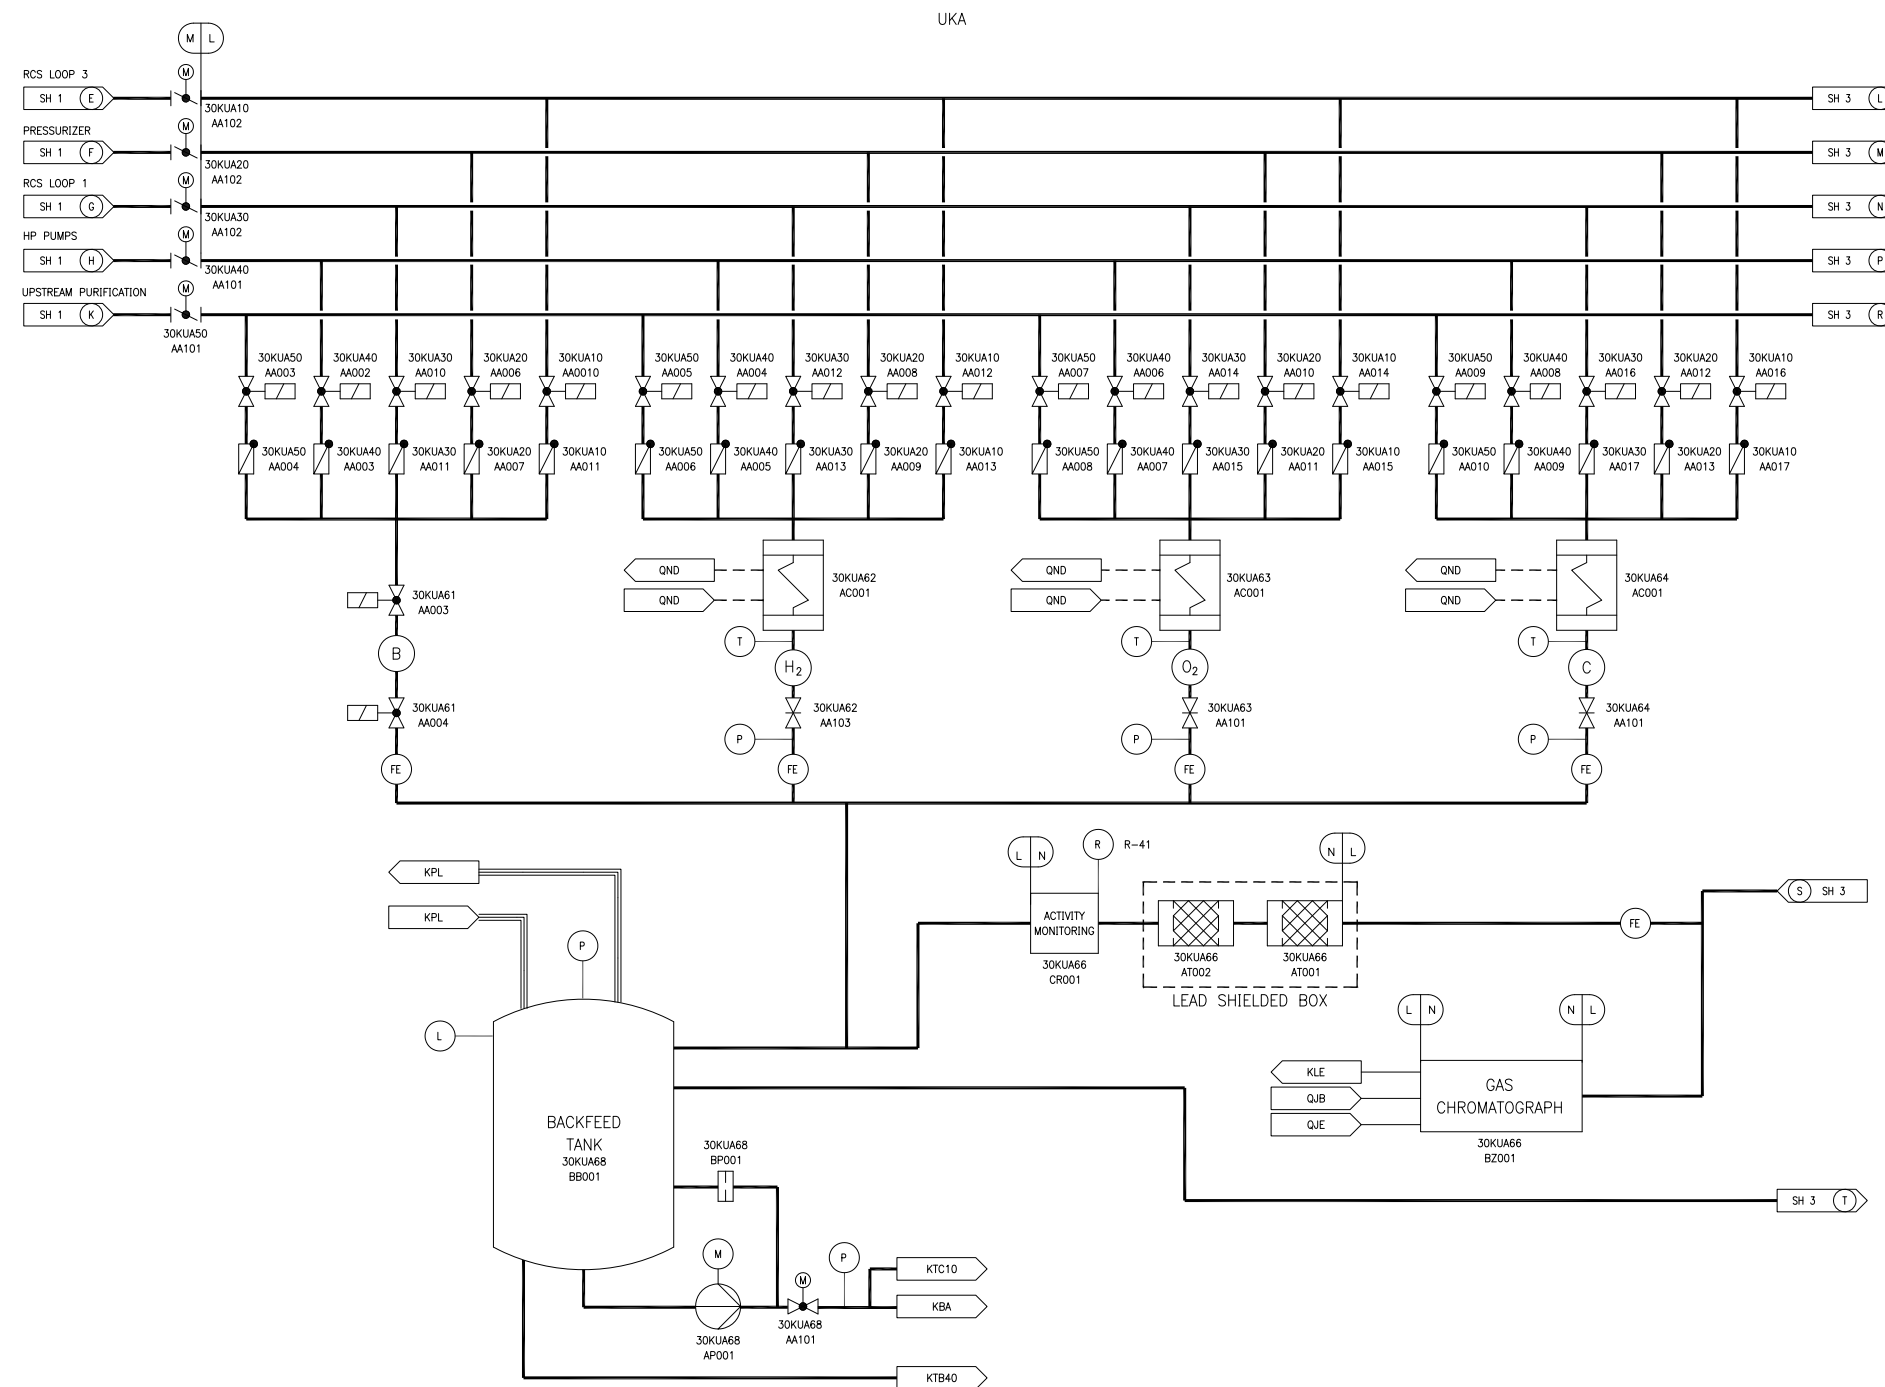 UKA
M L
RCS LOOP 3
M
SH 1 E
SH 3 L
30KUA10
AA102
PRESSURIZER
M
SH 1 F
SH 3 M
30KUA20
AA102
RCS LOOP 1
M
SH 1 G
SH 3 N
30KUA30
AA102
HP PUMPS
M
SH 1 H
SH 3 P
30KUA40
AA101
UPSTREAM PURIFICATION
M
SH 1 K
SH 3 R
30KUA50
AA101
30KUA50 30KUA40 30KUA30 30KUA20 30KUA10 30KUA50 30KUA40 30KUA30 30KUA20 30KUA10 30KUA50 30KUA40 30KUA30 30KUA20 30KUA10 30KUA50 30KUA40 30KUA30 30KUA20 30KUA10
AA003 AA002 AA010 AA006 AA0010 AA005 AA004 AA012 AA008 AA012 AA007 AA006 AA014 AA010 AA014 AA009 AA008 AA016 AA012 AA016
30KUA50 30KUA40 30KUA30 30KUA20 30KUA10 30KUA50 30KUA40 30KUA30 30KUA20 30KUA10 30KUA50 30KUA40 30KUA30 30KUA20 30KUA10 30KUA50 30KUA40 30KUA30 30KUA20 30KUA10
AA004 AA003 AA011 AA007 AA011 AA006 AA005 AA013 AA009 AA013 AA008 AA007 AA015 AA011 AA015 AA010 AA009 AA017 AA013 AA017
QND QND QND
30KUA62 30KUA63 30KUA64
AC001 AC001 AC001
QND QND QND
30KUA61
AA003
T T T
B H2 O2 C
30KUA61 30KUA62 30KUA63 30KUA64
AA004 AA103 AA101 AA101
P P P
FE FE FE FE
L N
R R-41
N L
KPL
KPL
S SH 3
ACTIVITY
MONITORING
FE
P
30KUA66 30KUA66 30KUA66
CR001 AT002 AT001
LEAD SHIELDED BOX
L N
N L
L
KLE
QJB
QJE
GAS
CHROMATOGRAPH
30KUA66
BZ001
BACKFEED
TANK
30KUA68
BB001
30KUA68
BP001
SH 3 T
M
P
M
KTC10
KBA
30KUA68
AA101
30KUA68
AP001
KTB40